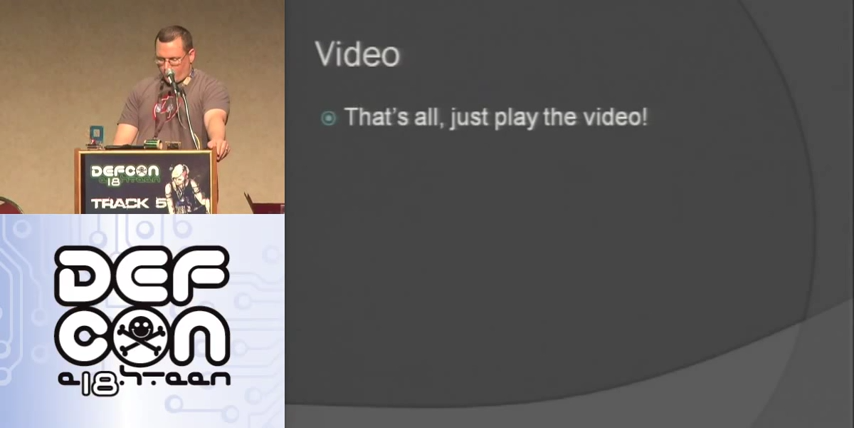 DEFCON
18
TRACK 5
DEF
CON
e18hteen
Video
That's all, just play the video!